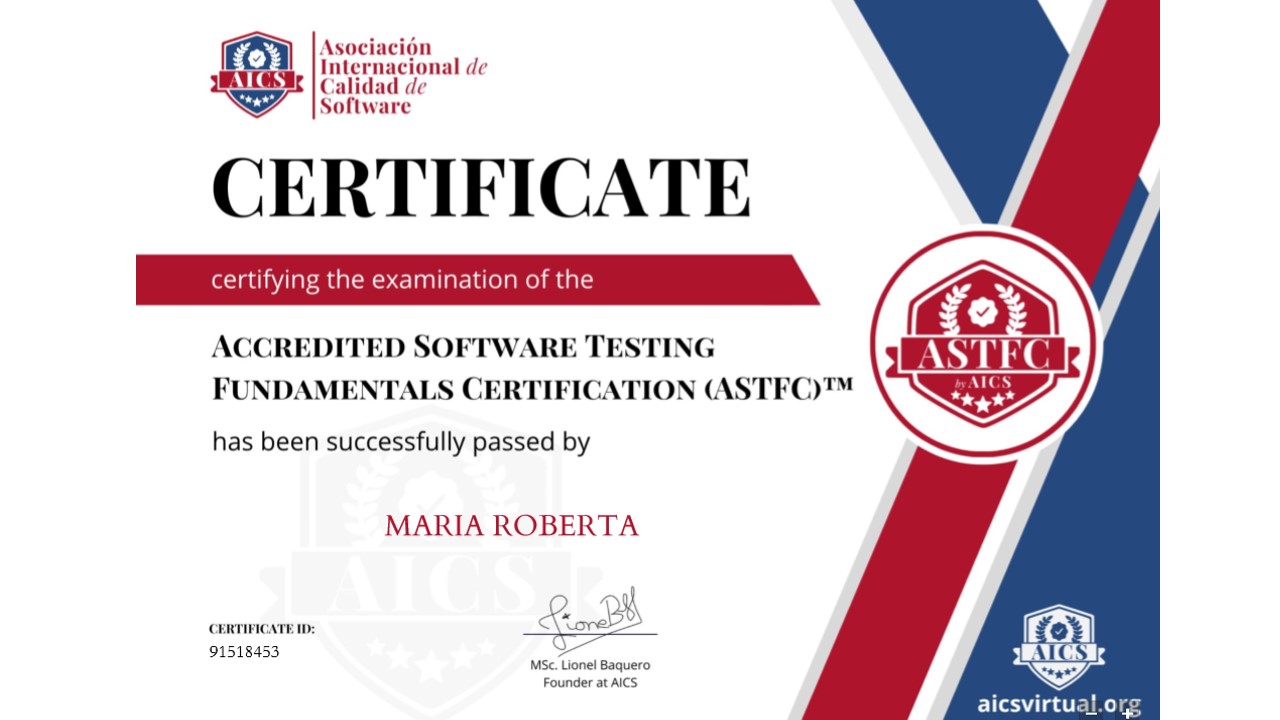 AICS
Asociación
Internacional de
Calidad de
Software
CERTIFICATE
certifying the examination of the
ACCREDITED SOFTWARE TESTING
FUNDAMENTALS CERTIFICATION (ASTFC)™
has been successfully passed by
ASTFC
by AICS
MARIA ROBERTA
AICS
CERTIFICATE ID:
91518453
MSc. Lionel Baquero
Founder at AICS
AICS
aicsvirtual.org